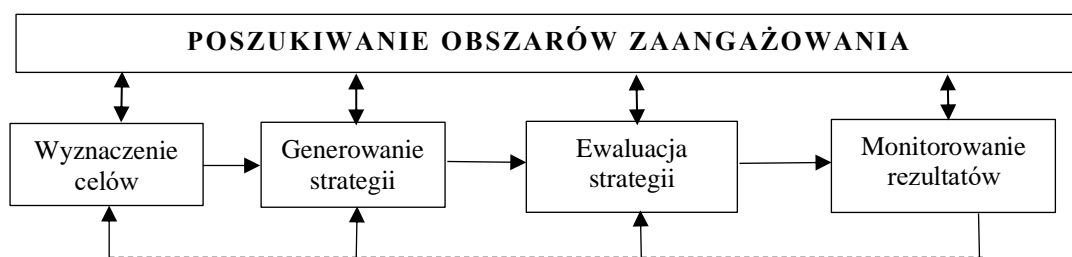 POSZUKIWANIE OBSZARÓW ZAANGAŻOWANIA
Wyznaczenie
celów
Generowanie
strategii
Ewaluacja
strategii
Monitorowanie
rezultatów